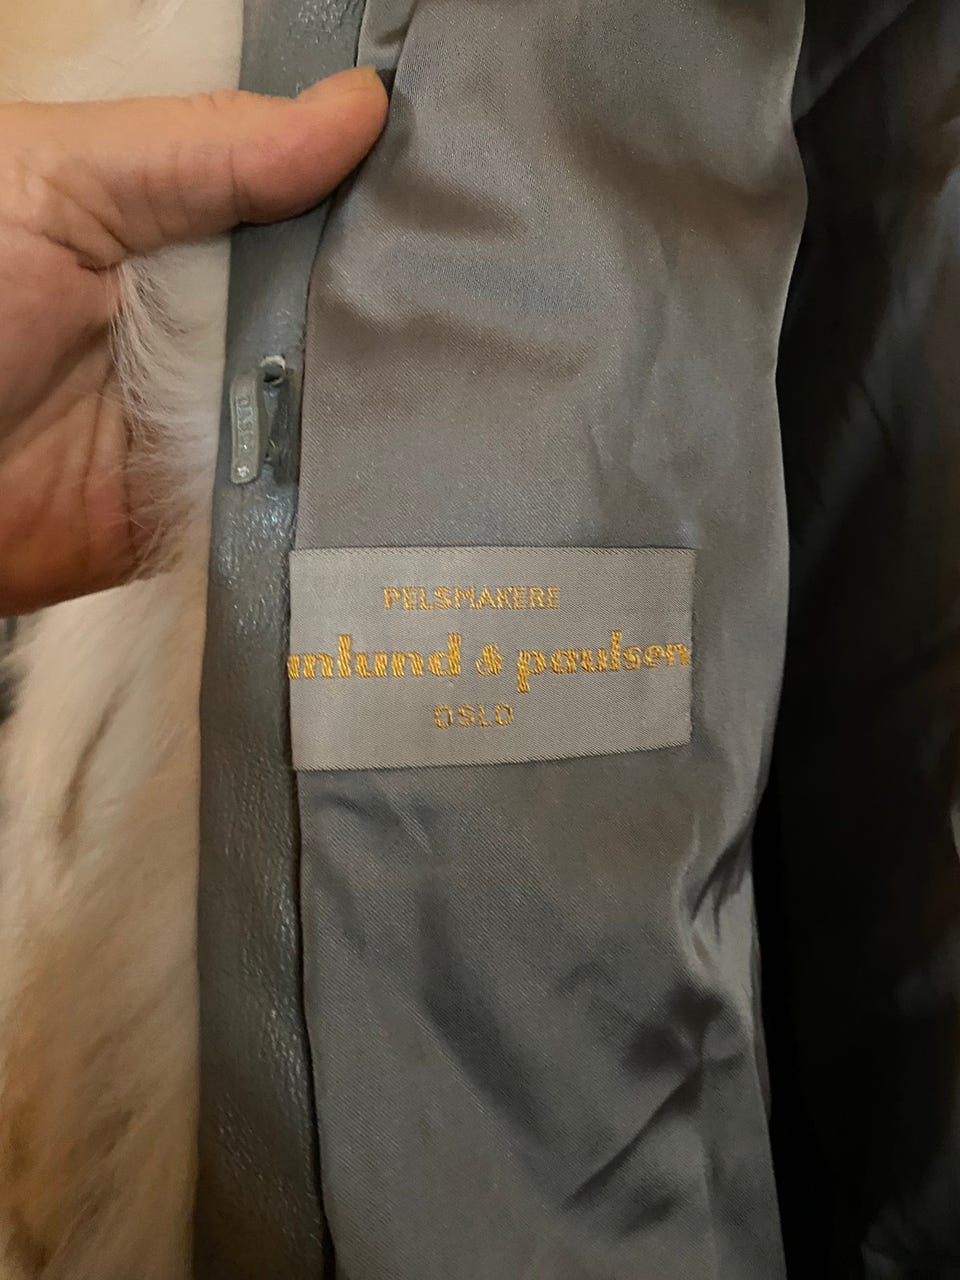 PELSMAKERE
unlund & paulsen
OSLO